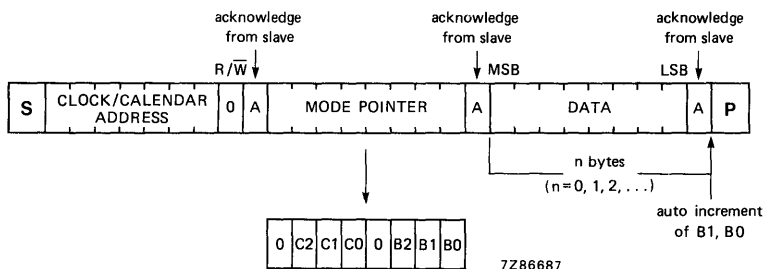 acknowledge from slave
acknowledge from slave
acknowledge from slave
R/W̅
MSB
LSB
S CLOCK/CALENDAR ADDRESS 0 A MODE POINTER A DATA A P
n bytes
(n=0, 1, 2, . . .)
auto increment of B1, B0
0 C2 C1 C0 0 B2 B1 B0
7Z86687